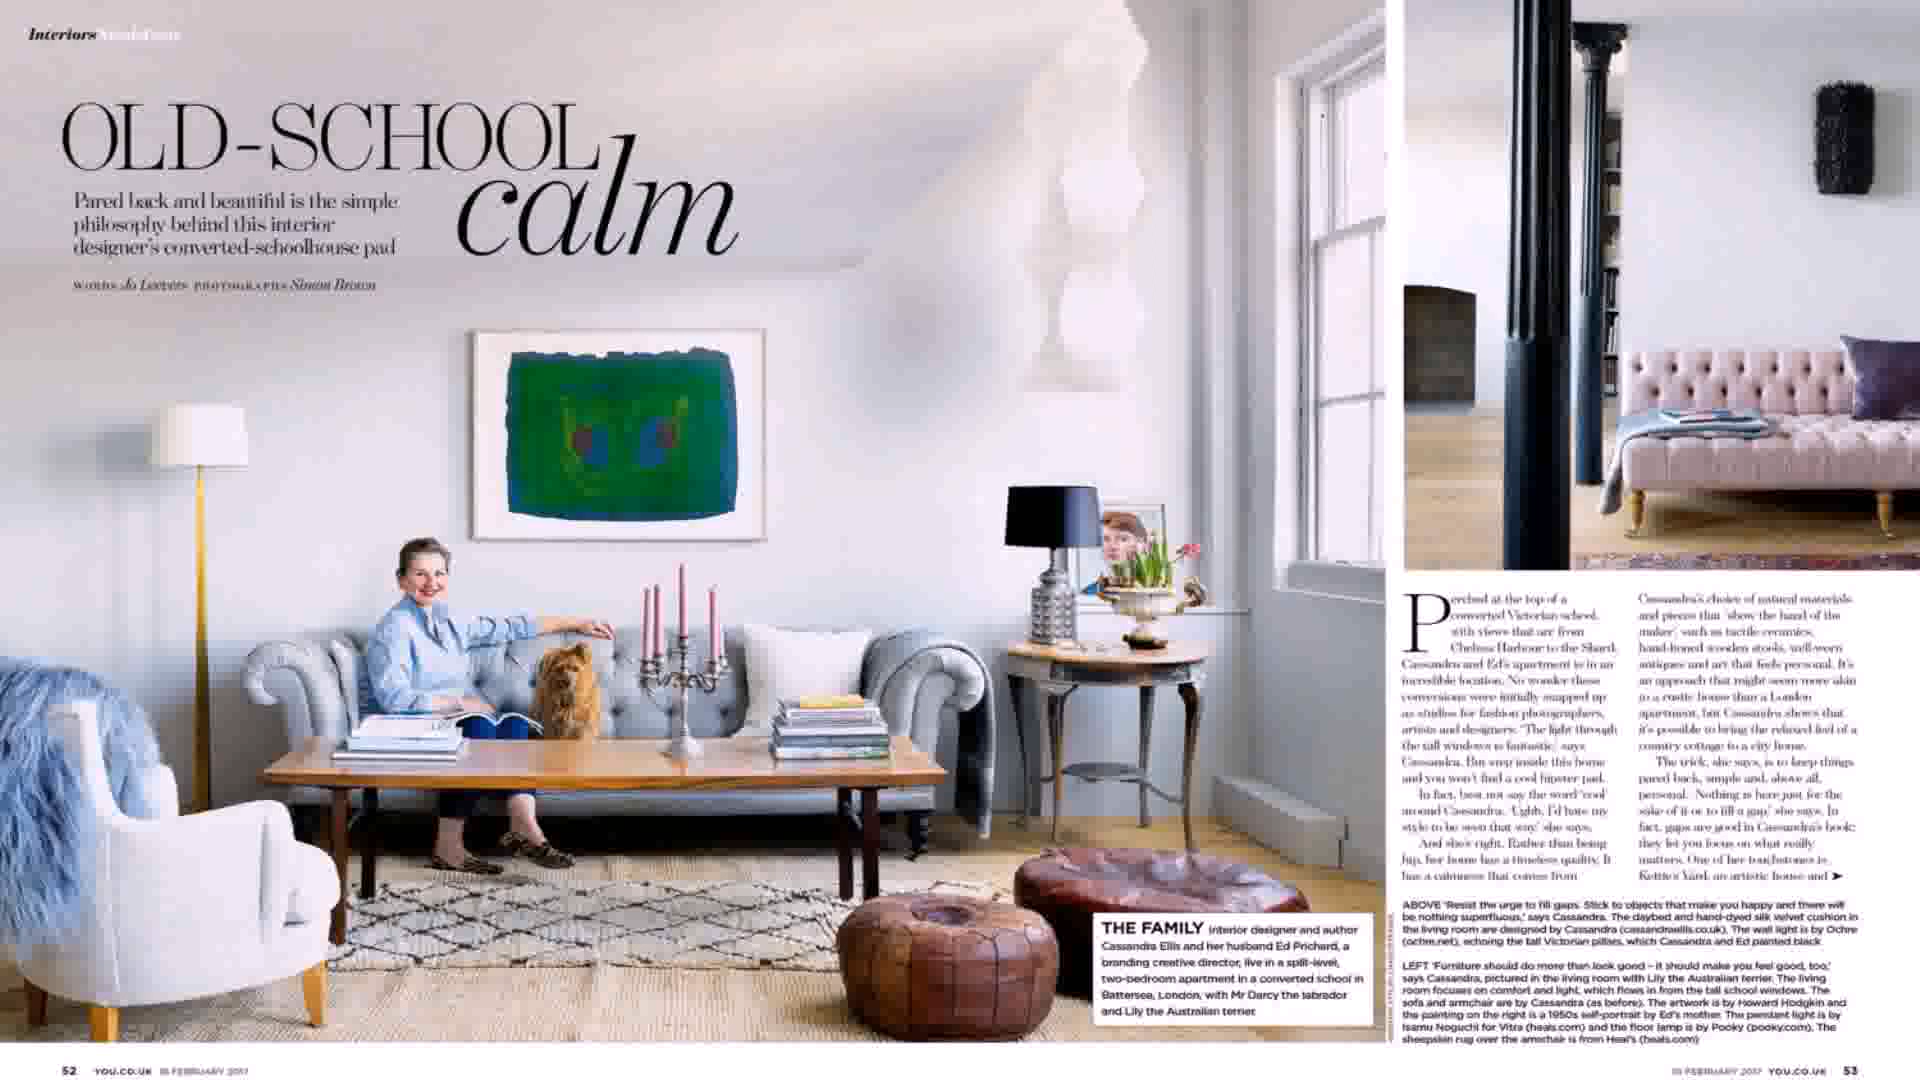 Interiors
OLD-SCHOOL
calm
Pared back and beautiful is the simple
philosophy behind this interior
designer's converted-schoolhouse pad
WORDS Jo Leevers PHOTOGRAPHS Simon Brown
THE FAMILY Interior designer and author
Cassandra Ellis and her husband Ed Prichard, a
branding creative director, live in a split-level,
two-bedroom apartment in a converted school in
Battersea, London, with Mr Darcy the labrador
and Lily the Australian terrier
Perched at the top of a
converted Victorian school,
with views that arc from
Chelsea Harbour to the Shard,
Cassandra and Ed's apartment is in an
incredible location. No wonder these
conversions were initially snapped up
as studios for fashion photographers,
artists and designers. 'The light through
the tall windows is fantastic,' says
Cassandra. But step inside this home
and you won't find a cool hipster pad.
In fact, best not say the word 'cool'
around Cassandra. 'Ughh, I'd hate my
style to be seen that way,' she says.
And she's right. Rather than being
hip, her home has a timeless quality. It
has a calmness that comes from
Cassandra's choice of natural materials
and pieces that 'show the hand of the
maker', such as tactile ceramics,
hand-honed wooden stools, well-worn
antiques and art that feels personal. It's
an approach that might seem more akin
to a rustic house than a London
apartment, but Cassandra shows that
it's possible to bring the relaxed feel of a
country cottage to a city home.
The trick, she says, is to keep things
pared back, simple and, above all,
personal. 'Nothing is here just for the
sake of it or to fill a gap,' she says. In
fact, gaps are good in Cassandra's book:
they let you focus on what really
matters. One of her touchstones is
Kettle's Yard, an artistic house and ➤
ABOVE 'Resist the urge to fill gaps. Stick to objects that make you happy and there will
be nothing superfluous,' says Cassandra. The daybed and hand-dyed silk velvet cushion in
the living room are designed by Cassandra (cassandraellis.co.uk). The wall light is by Ochre
(ochre.net), echoing the tall Victorian pillars, which Cassandra and Ed painted black
LEFT 'Furniture should do more than look good – it should make you feel good, too,'
says Cassandra, pictured in the living room with Lily the Australian terrier. The living
room focuses on comfort and light, which flows in from the tall school windows. The
sofa and armchair are by Cassandra (as before). The artwork is by Howard Hodgkin and
the painting on the right is a 1950s self-portrait by Ed's mother. The pendant light is by
Isamu Noguchi for Vitra (heals.com) and the floor lamp is by Pooky (pooky.com). The
sheepskin rug over the armchair is from Heal's (heals.com)
52 YOU.CO.UK FEBRUARY 2017
FEBRUARY 2017 YOU.CO.UK 53